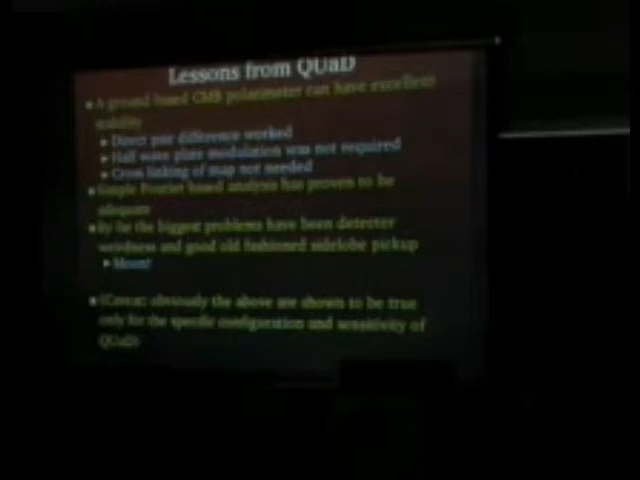 Lessons from QUaD
A ground based CMB polarimeter can have excellent
stability
Direct pair difference worked
Half wave plate modulation was not required
Cross linking of map not needed
Simple Fourier based analysis has proven to be
adequate
By far the biggest problems have been detector
weirdness and good old fashioned sidelobe pickup
Moon!
(Caveat: obviously the above are shown to be true
only for the specific configuration and sensitivity of
QUaD)